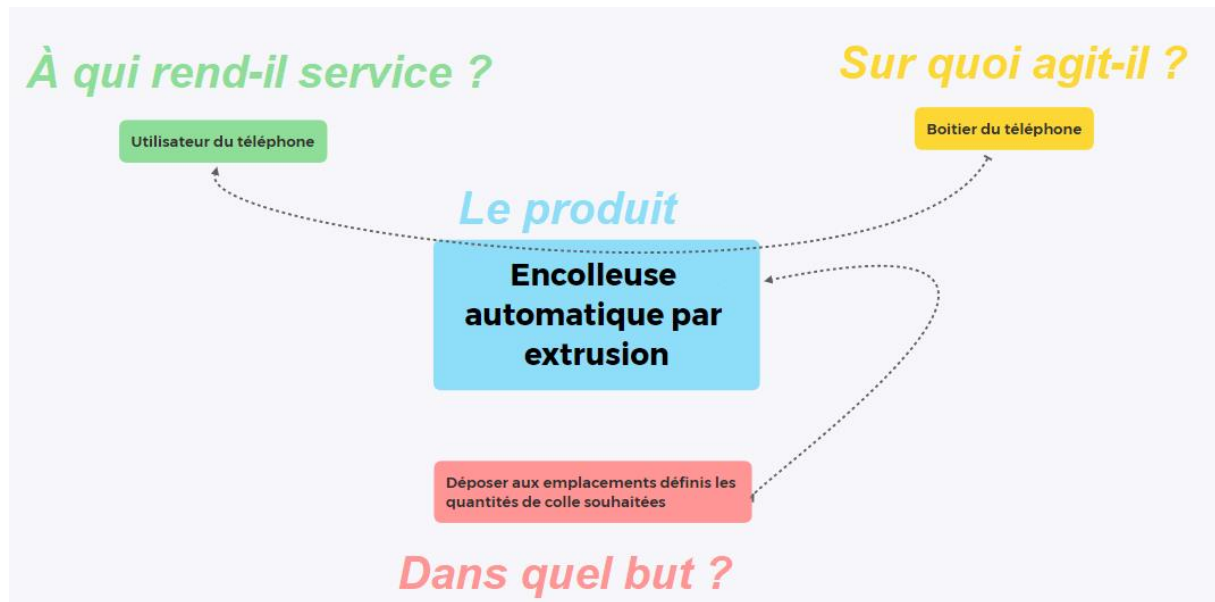 À qui rend-il service ?
Sur quoi agit-il ?
Utilisateur du téléphone
Boitier du téléphone
Le produit
Encolleuse
automatique par
extrusion
Déposer aux emplacements définis les
quantités de colle souhaitées
Dans quel but ?